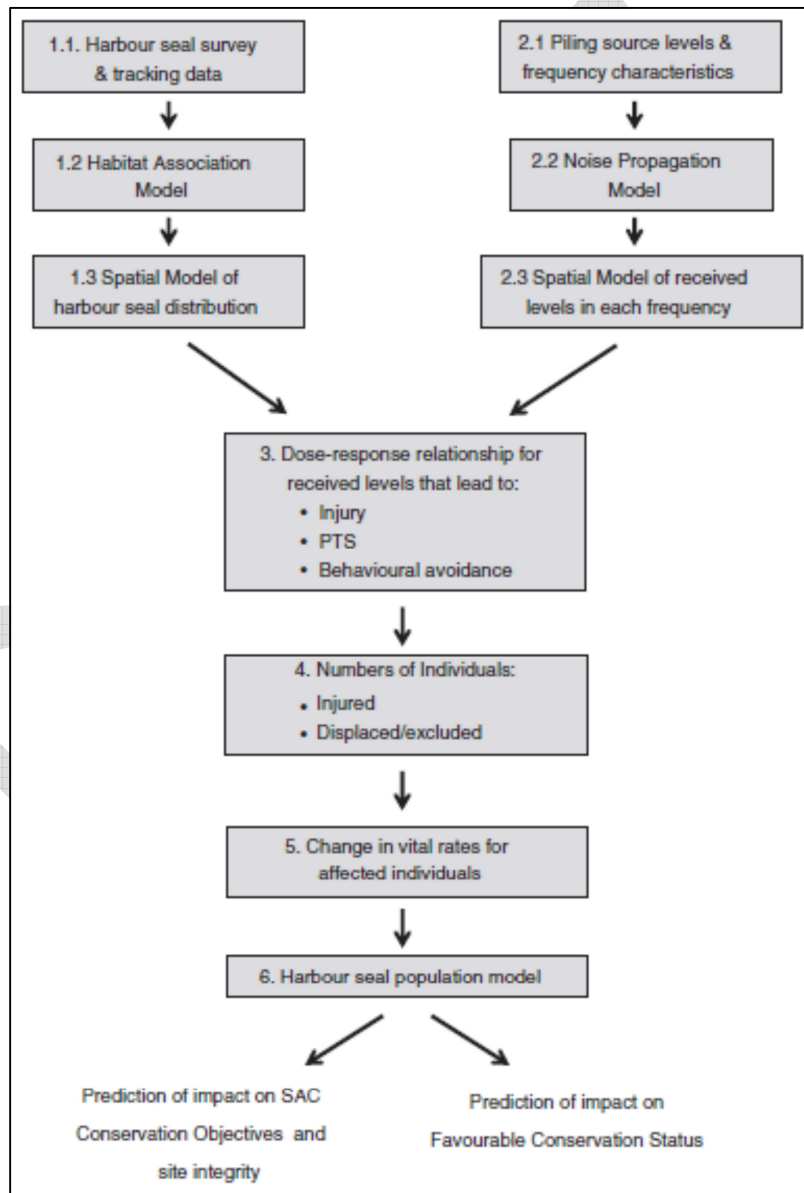 1.1. Harbour seal survey
& tracking data
2.1 Piling source levels &
frequency characteristics
1.2 Habitat Association
Model
2.2 Noise Propagation
Model
1.3 Spatial Model of
harbour seal distribution
2.3 Spatial Model of received
levels in each frequency
3. Dose-response relationship for
received levels that lead to:
• Injury
• PTS
• Behavioural avoidance
4. Numbers of Individuals:
• Injured
• Displaced/excluded
5. Change in vital rates for
affected individuals
6. Harbour seal population model
Prediction of impact on SAC
Conservation Objectives and
site integrity
Prediction of impact on
Favourable Conservation Status